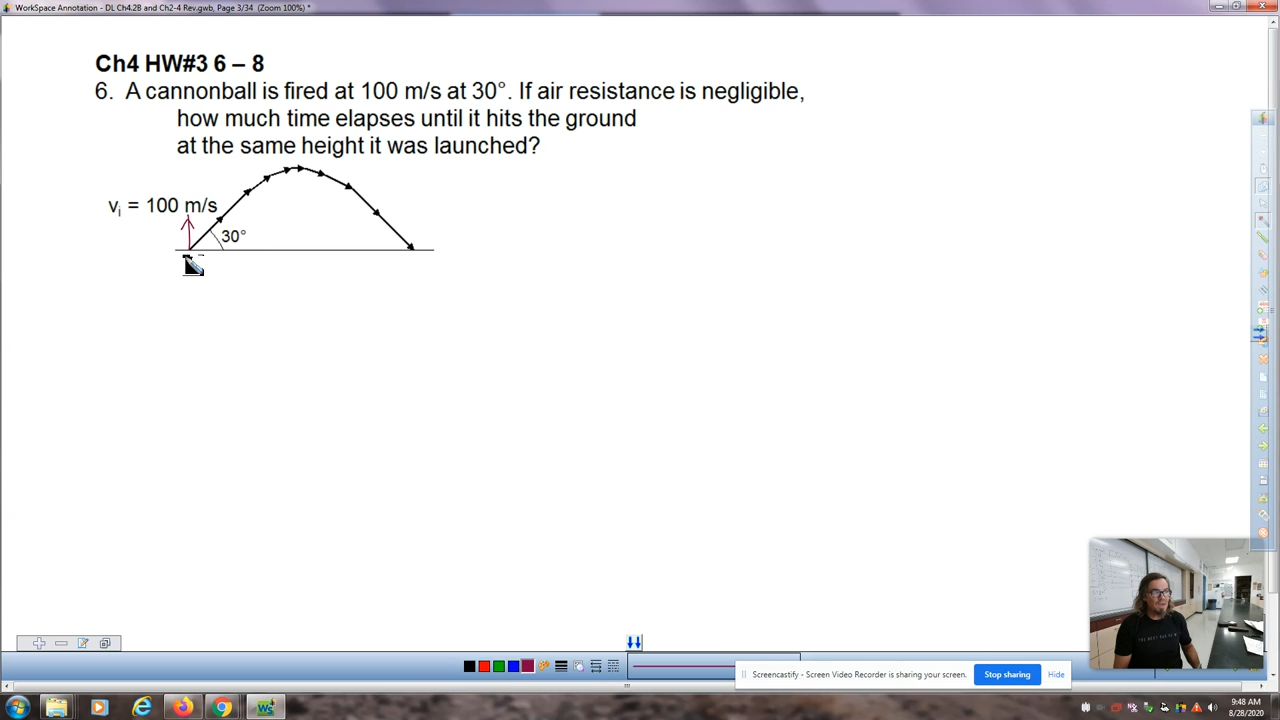 WorkSpace Annotation - DL Ch4.2B and Ch2-4 Rev.gwb, Page 3/34 (Zoom 100%) *
Ch4 HW#3 6 – 8
6. A cannonball is fired at 100 m/s at 30°. If air resistance is negligible,
how much time elapses until it hits the ground
at the same height it was launched?
vi = 100 m/s
30°
Screencastify - Screen Video Recorder is sharing your screen.
Stop sharing
Hide
9:48 AM
8/28/2020